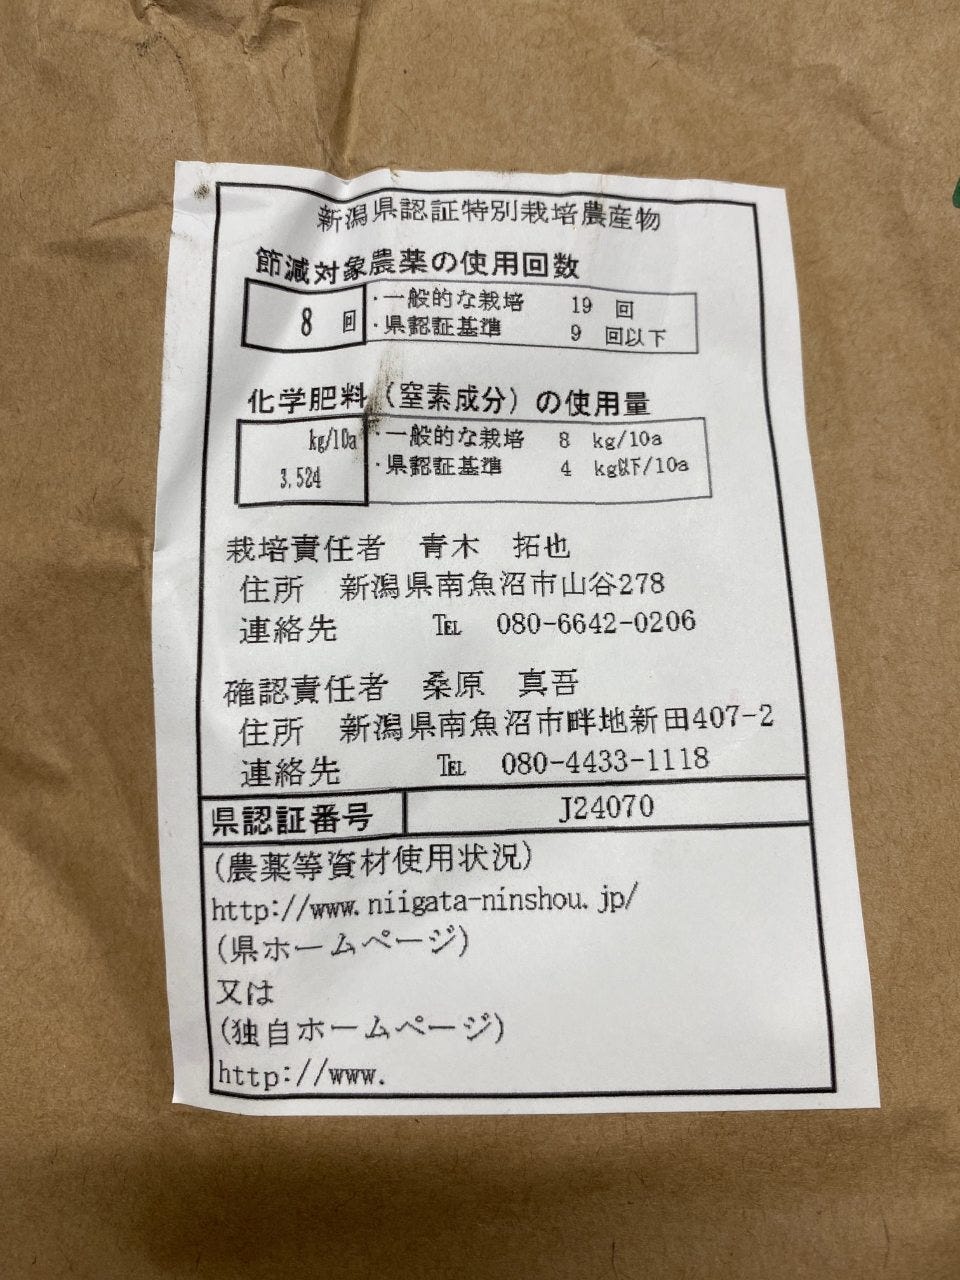 新潟県認証特別栽培農産物
節減対象農薬の使用回数
8 回
・一般的な栽培 19 回
・県認証基準 9 回以下
化学肥料(窒素成分)の使用量
kg/10a
3.524
・一般的な栽培 8 kg/10a
・県認証基準 4 kg以下/10a
栽培責任者 青木 拓也
住所 新潟県南魚沼市山谷278
連絡先 ℡ 080-6642-0206
確認責任者 桑原 真吾
住所 新潟県南魚沼市畔地新田407-2
連絡先 ℡ 080-4433-1118
県認証番号 J24070
(農薬等資材使用状況)
http://www.niigata-ninshou.jp/
(県ホームページ)
又は
(独自ホームページ)
http://www.